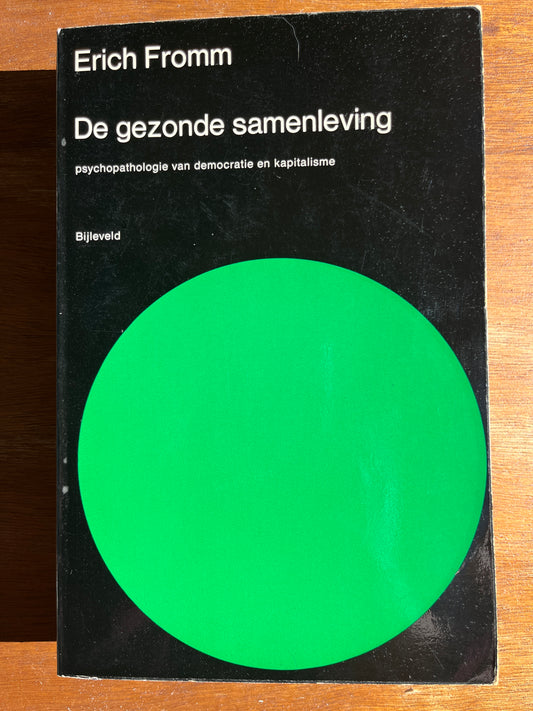 Erich Fromm
De gezonde samenleving
psychopathologie van democratie en kapitalisme
Bijleveld